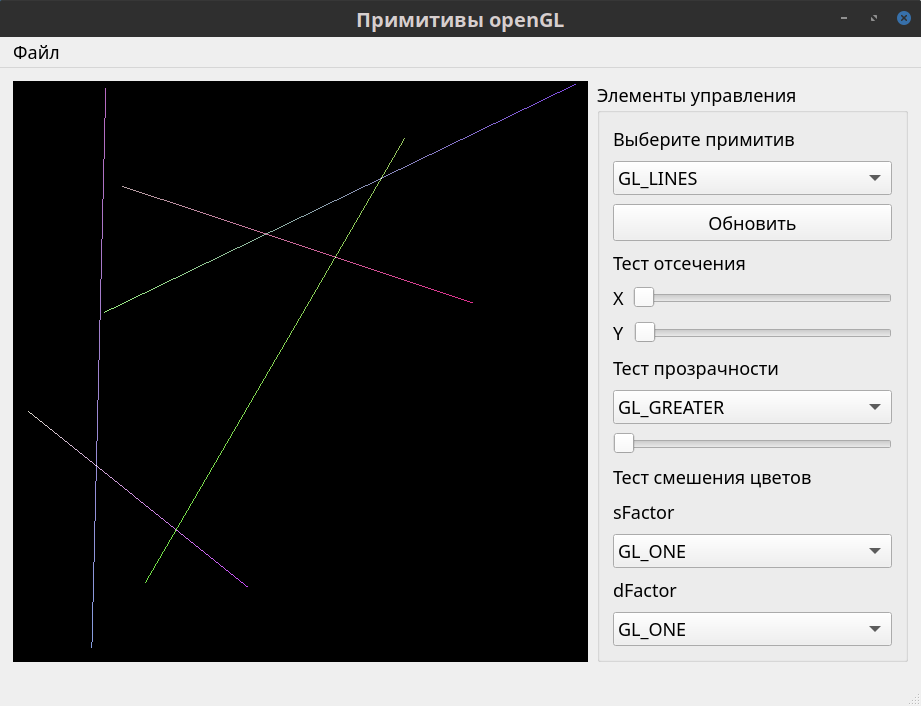 Примитивы openGL
Файл
Элементы управления
Выберите примитив
GL_LINES
Обновить
Тест отсечения
X
Y
Тест прозрачности
GL_GREATER
Тест смешения цветов
sFactor
GL_ONE
dFactor
GL_ONE